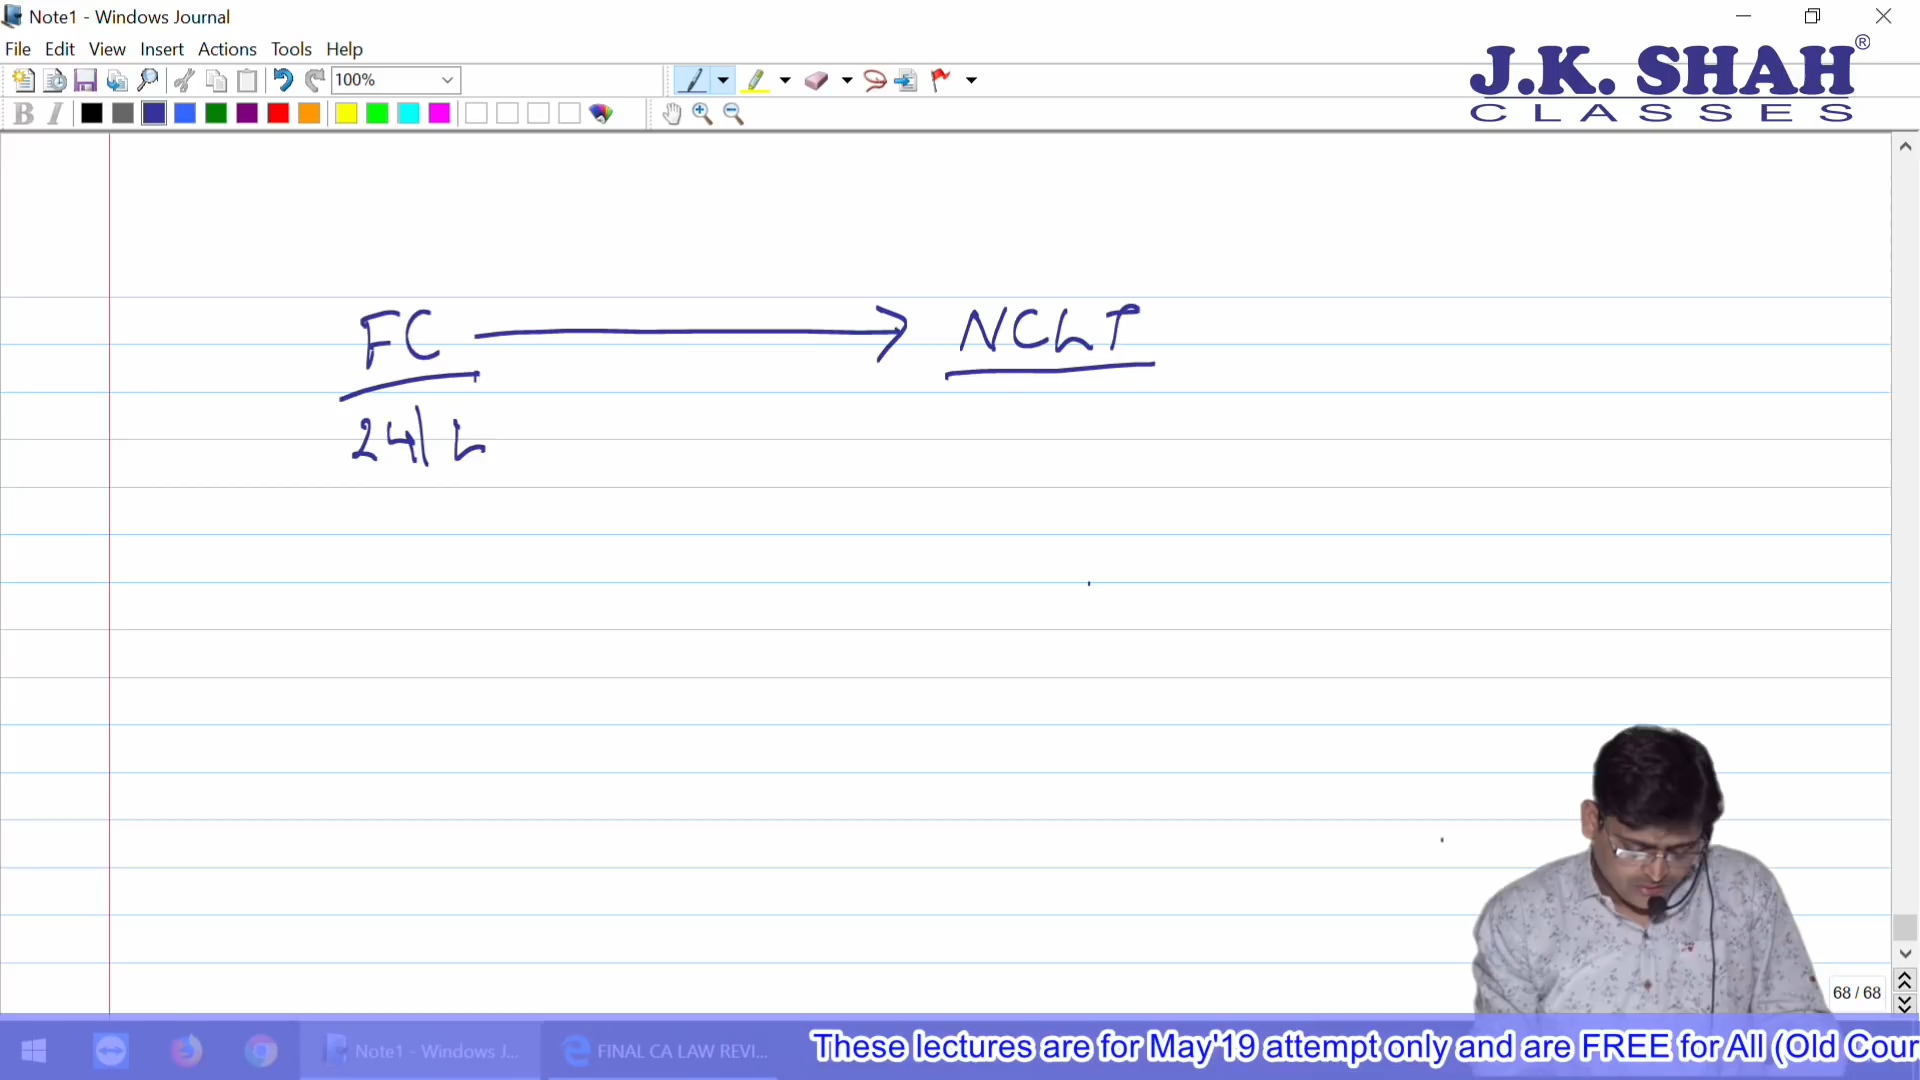 Note1 - Windows Journal
File Edit View Insert Actions Tools Help
100%
B I
J.K. SHAH®
CLASSES
FC → NCLT
24| L
68 / 68
Note1 - Windows J...
FINAL CA LAW REVI...
These lectures are for May'19 attempt only and are FREE for All (Old Cour